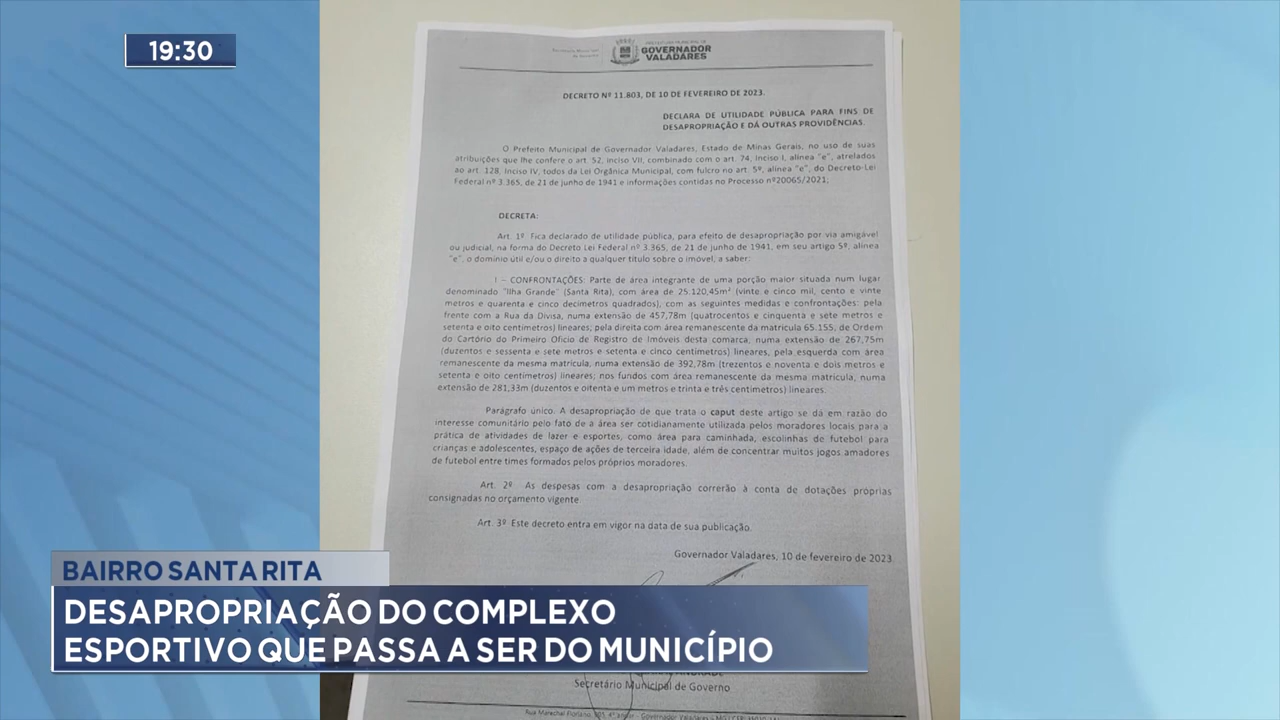 19:30
PREFEITURA MUNICIPAL DE
GOVERNADOR
VALADARES
DECRETO Nº 11.803, DE 10 DE FEVEREIRO DE 2023.
DECLARA DE UTILIDADE PÚBLICA PARA FINS DE
DESAPROPRIAÇÃO E DÁ OUTRAS PROVIDÊNCIAS.
O Prefeito Municipal de Governador Valadares, Estado de Minas Gerais, no uso de suas
atribuições que lhe confere o art. 52, inciso VII, combinado com o art. 74, Inciso I, alínea "e", atrelados
ao art. 128, Inciso IV, todos da Lei Orgânica Municipal, com fulcro no art. 5º, alínea "e", do Decreto-Lei
Federal nº 3.365, de 21 de junho de 1941 e informações contidas no Processo nº20065/2021;
DECRETA:
Art. 1º Fica declarado de utilidade pública, para efeito de desapropriação por via amigável
ou judicial, na forma do Decreto Lei Federal nº 3.365, de 21 de junho de 1941, em seu artigo 5º, alínea
"e", o domínio útil e/ou o direito a qualquer título sobre o imóvel, a saber:
I – CONFRONTAÇÕES: Parte de área integrante de uma porção maior situada num lugar
denominado "Ilha Grande" (Santa Rita), com área de 25.120,45m² (vinte e cinco mil, cento e vinte
metros e quarenta e cinco decímetros quadrados), com as seguintes medidas e confrontações: pela
frente com a Rua da Divisa, numa extensão de 457,78m (quatrocentos e cinquenta e sete metros e
setenta e oito centímetros) lineares; pela direita com área remanescente da matrícula 65.155, de Ordem
do Cartório do Primeiro Ofício de Registro de Imóveis desta comarca, numa extensão de 267,75m
(duzentos e sessenta e sete metros e setenta e cinco centímetros) lineares, pela esquerda com área
remanescente da mesma matrícula, numa extensão de 392,78m (trezentos e noventa e dois metros e
setenta e oito centímetros) lineares; nos fundos com área remanescente da mesma matrícula, numa
extensão de 281,33m (duzentos e oitenta e um metros e trinta e três centímetros) lineares.
Parágrafo único. A desapropriação de que trata o caput deste artigo se dá em razão do
interesse comunitário pelo fato de a área ser cotidianamente utilizada pelos moradores locais para a
prática de atividades de lazer e esportes, como área para caminhada, escolinhas de futebol para
crianças e adolescentes, espaço de ações de terceira idade, além de concentrar muitos jogos amadores
de futebol entre times formados pelos próprios moradores.
Art. 2º As despesas com a desapropriação correrão à conta de dotações próprias
consignadas no orçamento vigente
Art. 3º Este decreto entra em vigor na data de sua publicação.
Governador Valadares, 10 de fevereiro de 2023
BAIRRO SANTA RITA
DESAPROPRIAÇÃO DO COMPLEXO
ESPORTIVO QUE PASSA A SER DO MUNICÍPIO
ANDRADE
Secretário Municipal de Governo
Rua Marechal Floriano, 905, 4º andar - Governador Valadares